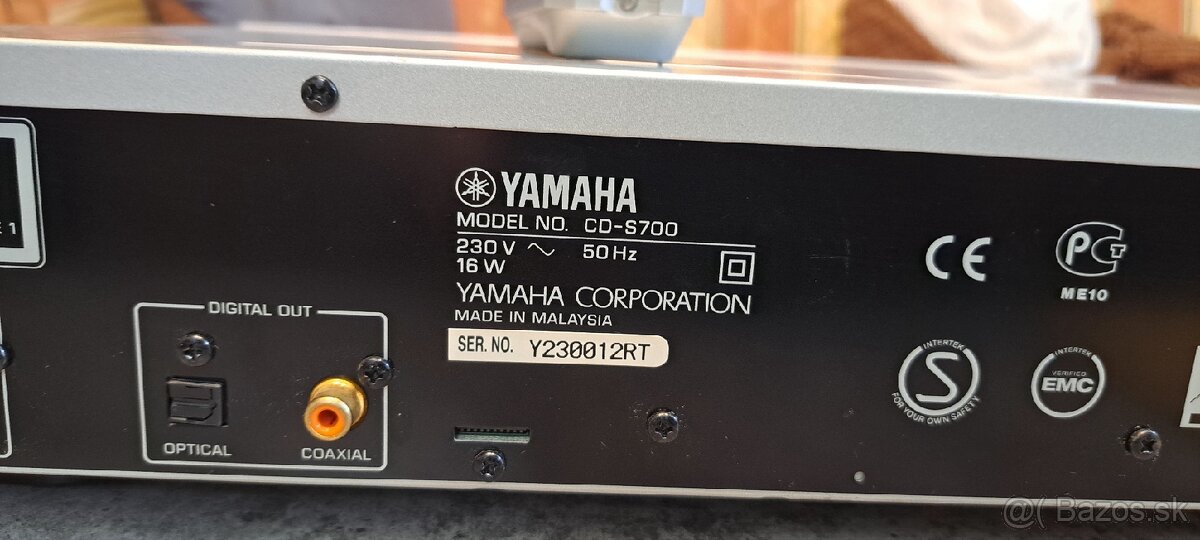 E 1
DIGITAL OUT
OPTICAL
COAXIAL
YAMAHA
MODEL NO. CD-S700
230 V ~ 50 Hz
16 W
YAMAHA CORPORATION
MADE IN MALAYSIA
SER. NO. Y230012RT
CE
PCT
ME10
INTERTEK
S
FOR YOUR OWN SAFETY
INTERTEK
VERIFIED
EMC
@( Bazos.sk